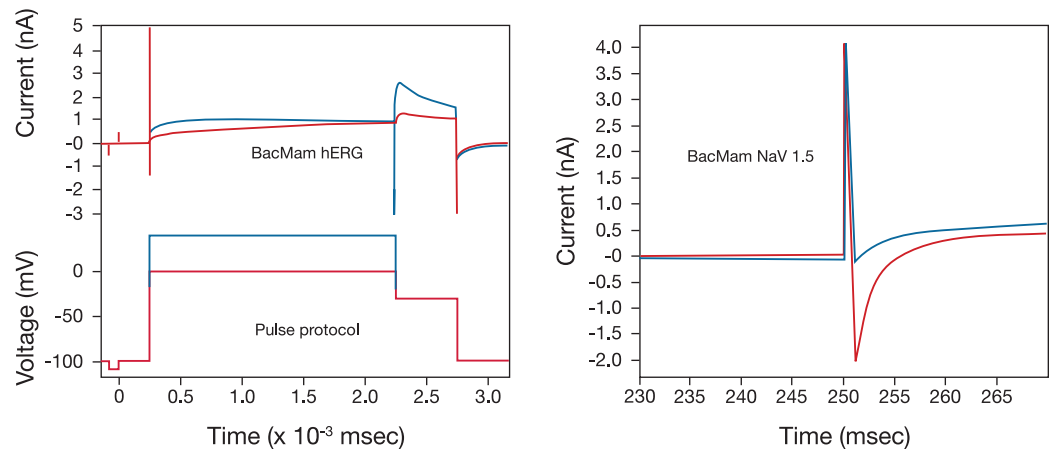 Current (nA)
5
4
3
2
1
-0
-1
-2
-3
BacMam hERG
Voltage (mV)
0
-50
-100
Pulse protocol
0 0.5 1.0 1.5 2.0 2.5 3.0
Time (x 10⁻³ msec)
Current (nA)
4.0
3.5
3.0
2.5
2.0
1.5
1.0
0.5
-0
-0.5
-1.0
-1.5
-2.0
BacMam NaV 1.5
230 235 240 245 250 255 260 265
Time (msec)